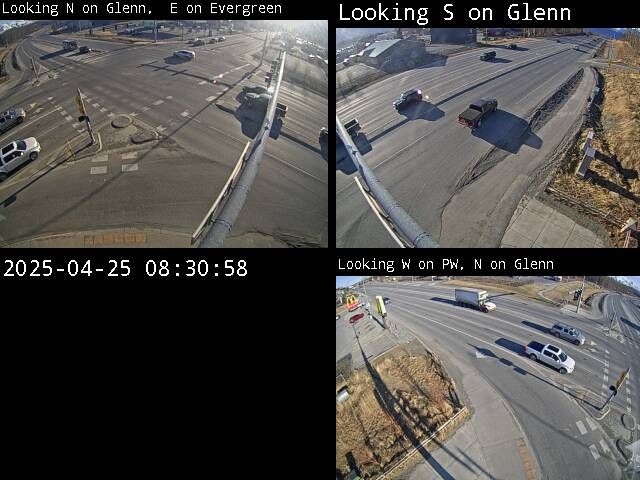 Looking N on Glenn,  E on Evergreen
Looking S on Glenn
2025-04-25 08:30:58
Looking W on PW, N on Glenn